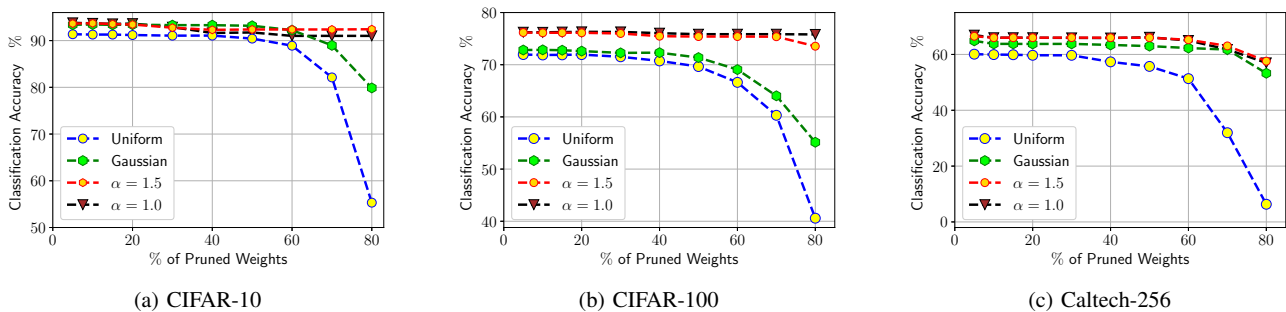 Classification Accuracy %
90
80
70
60
50
0
20
40
60
80
% of Pruned Weights
Uniform
Gaussian
α = 1.5
α = 1.0
(a) CIFAR-10
Classification Accuracy %
80
70
60
50
40
0
20
40
60
80
% of Pruned Weights
Uniform
Gaussian
α = 1.5
α = 1.0
(b) CIFAR-100
Classification Accuracy %
80
60
40
20
0
0
20
40
60
80
% of Pruned Weights
Uniform
Gaussian
α = 1.5
α = 1.0
(c) Caltech-256